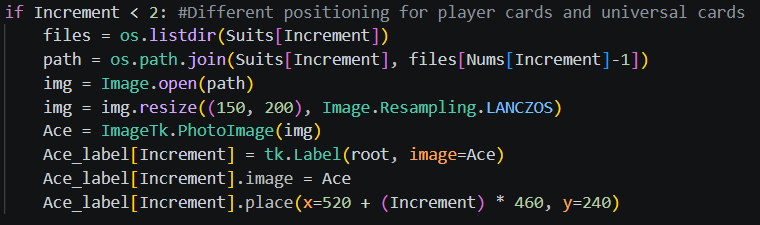 if Increment < 2: #Different positioning for player cards and universal cards
    files = os.listdir(Suits[Increment])
    path = os.path.join(Suits[Increment], files[Nums[Increment]-1])
    img = Image.open(path)
    img = img.resize((150, 200), Image.Resampling.LANCZOS)
    Ace = ImageTk.PhotoImage(img)
    Ace_label[Increment] = tk.Label(root, image=Ace)
    Ace_label[Increment].image = Ace
    Ace_label[Increment].place(x=520 + (Increment) * 460, y=240)